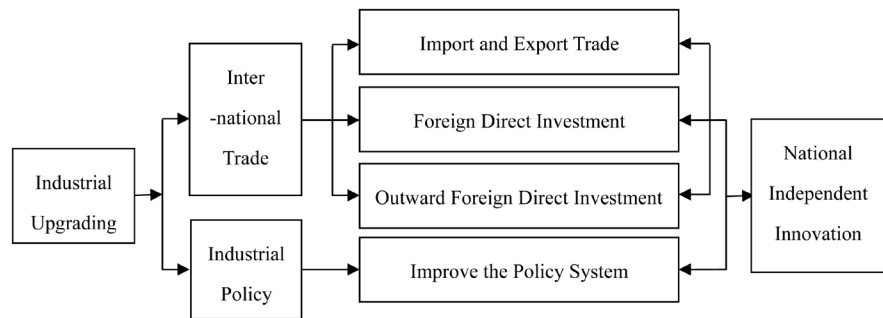 Industrial
Upgrading
Inter
-national
Trade
Industrial
Policy
Import and Export Trade
Foreign Direct Investment
Outward Foreign Direct Investment
Improve the Policy System
National
Independent
Innovation